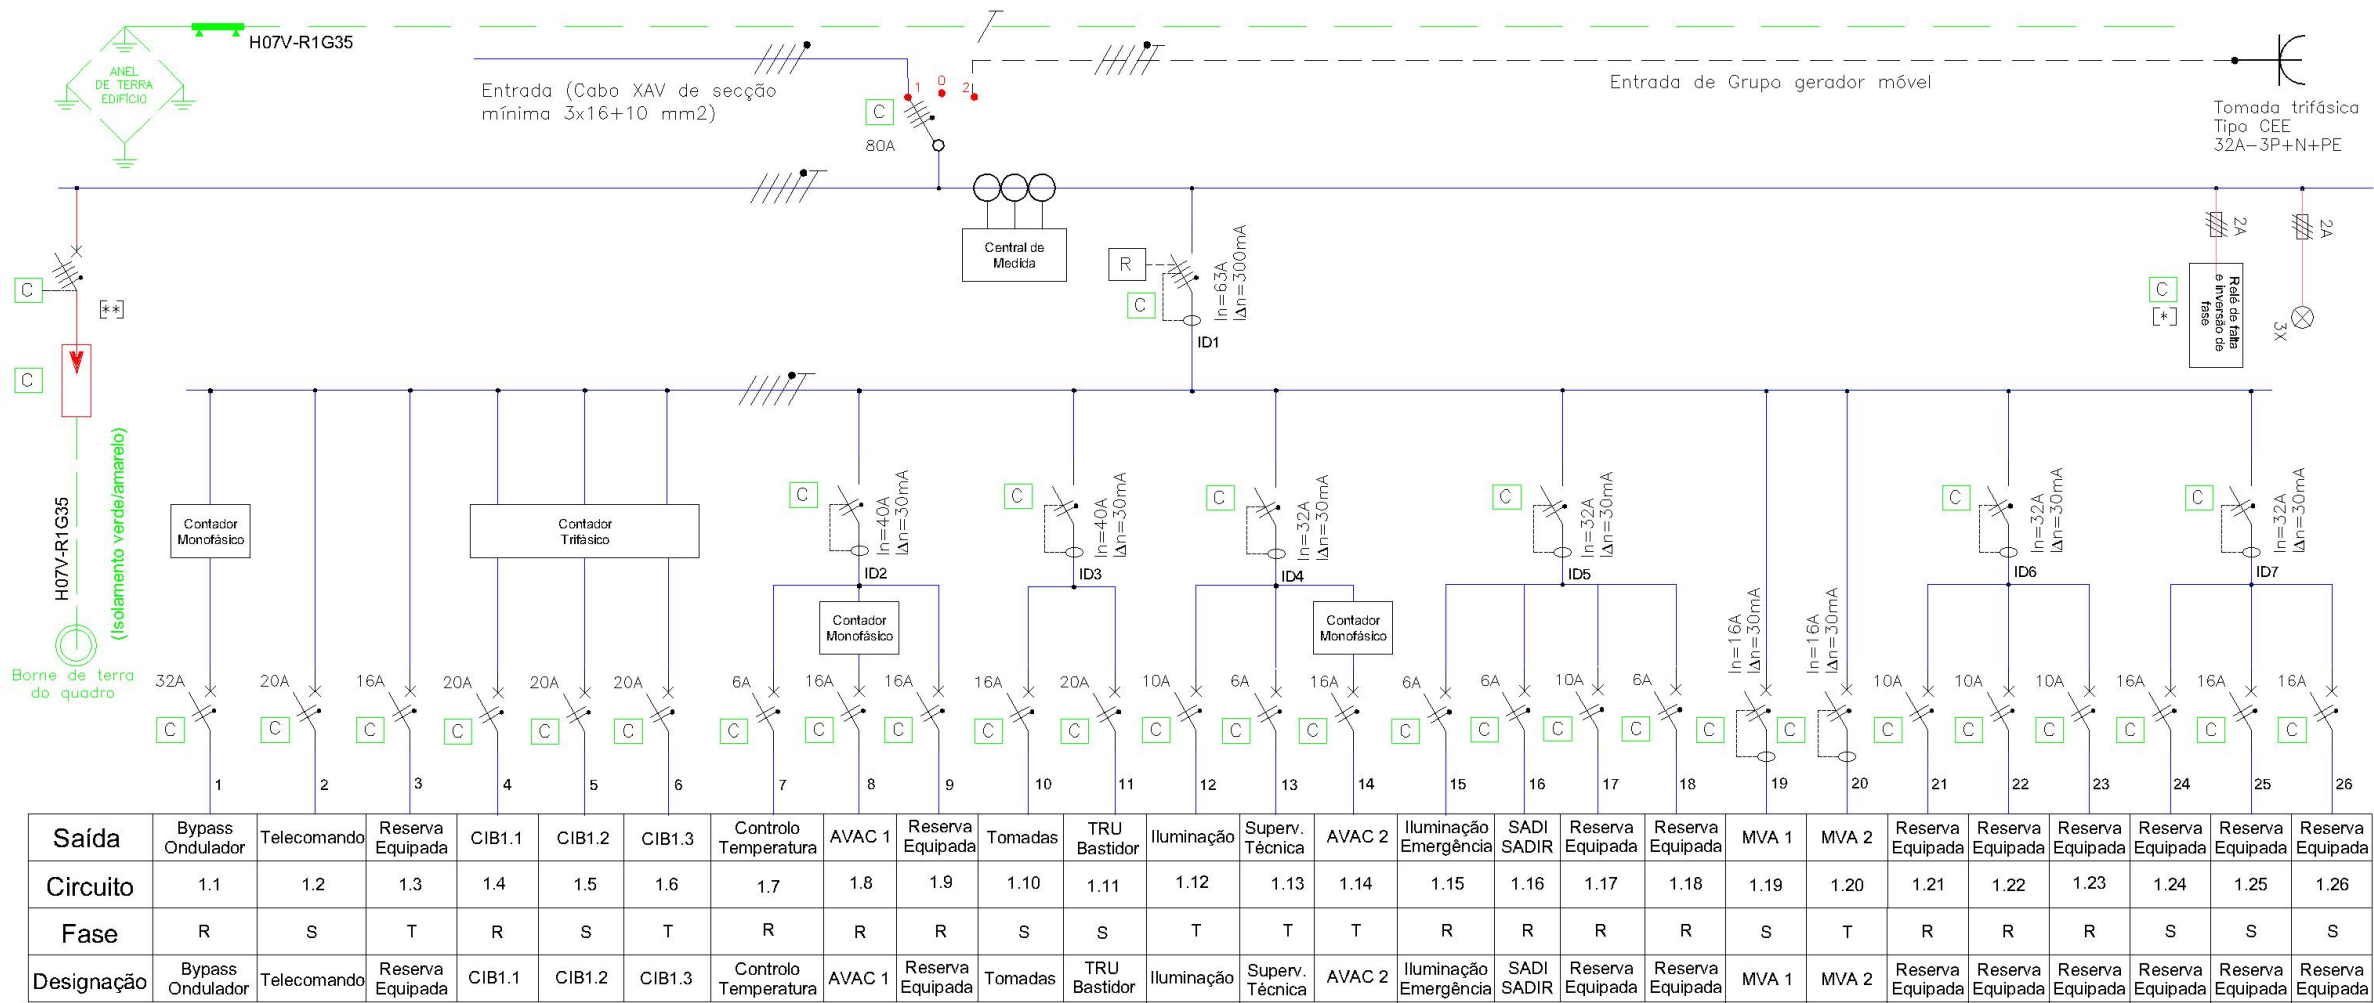 H07V-R1G35
ANEL
DE TERRA
EDIFÍCIO
Entrada (Cabo XAV de secção
mínima 3x16+10 mm2)
1 0 2
C
80A
Entrada de Grupo gerador móvel
Tomada trifásica
Tipo CEE
32A-3P+N+PE
Central de
Medida
R
C
In=63A
I∆n=300mA
ID1
C
[**]
C
H07V-R1G35
(Isolamento verde/amarelo)
Borne de terra
do quadro
2A
2A
C
[*]
Relé de falta
e inversão de
fase
3X
Contador
Monofásico
Contador
Trifásico
C
In=40A
I∆n=30mA
ID2
Contador
Monofásico
C
In=40A
I∆n=30mA
ID3
C
In=32A
I∆n=30mA
ID4
Contador
Monofásico
C
In=32A
I∆n=30mA
ID5
In=16A
I∆n=30mA
In=16A
I∆n=30mA
C
In=32A
I∆n=30mA
ID6
C
In=32A
I∆n=30mA
ID7
32A 20A 16A 20A 20A 20A 6A 16A 16A 16A 20A 10A 6A 16A 6A 6A 10A 6A 10A 10A 10A 16A 16A 16A
C C C C C C C C C C C C C C C C C C C C C C C C C C
1 2 3 4 5 6 7 8 9 10 11 12 13 14 15 16 17 18 19 20 21 22 23 24 25 26
Saída Bypass Ondulador Telecomando Reserva Equipada CIB1.1 CIB1.2 CIB1.3 Controlo Temperatura AVAC 1 Reserva Equipada Tomadas TRU Bastidor Iluminação Superv. Técnica AVAC 2 Iluminação Emergência SADI SADIR Reserva Equipada Reserva Equipada MVA 1 MVA 2 Reserva Equipada Reserva Equipada Reserva Equipada Reserva Equipada Reserva Equipada Reserva Equipada
Circuito 1.1 1.2 1.3 1.4 1.5 1.6 1.7 1.8 1.9 1.10 1.11 1.12 1.13 1.14 1.15 1.16 1.17 1.18 1.19 1.20 1.21 1.22 1.23 1.24 1.25 1.26
Fase R S T R S T R R R S S T T T R R R R S T R R R S S S
Designação Bypass Ondulador Telecomando Reserva Equipada CIB1.1 CIB1.2 CIB1.3 Controlo Temperatura AVAC 1 Reserva Equipada Tomadas TRU Bastidor Iluminação Superv. Técnica AVAC 2 Iluminação Emergência SADI SADIR Reserva Equipada Reserva Equipada MVA 1 MVA 2 Reserva Equipada Reserva Equipada Reserva Equipada Reserva Equipada Reserva Equipada Reserva Equipada